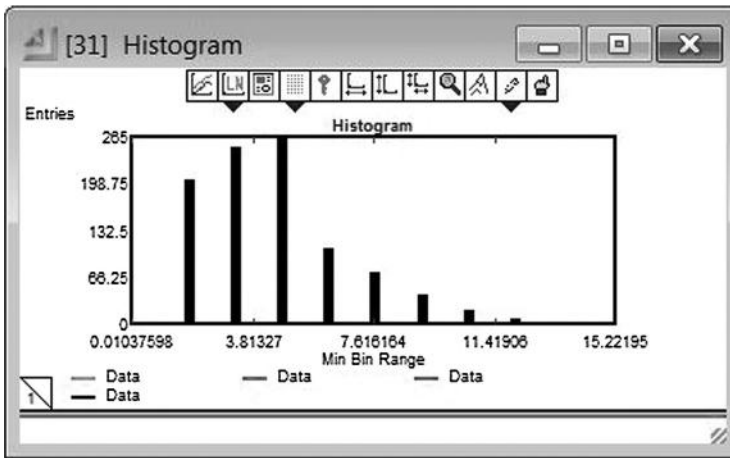 [31] Histogram
LN
Entries
Histogram
265
198.75
132.5
66.25
0
0.01037598 3.81327 7.616164 11.41906 15.22195
Min Bin Range
Data Data Data
Data
1